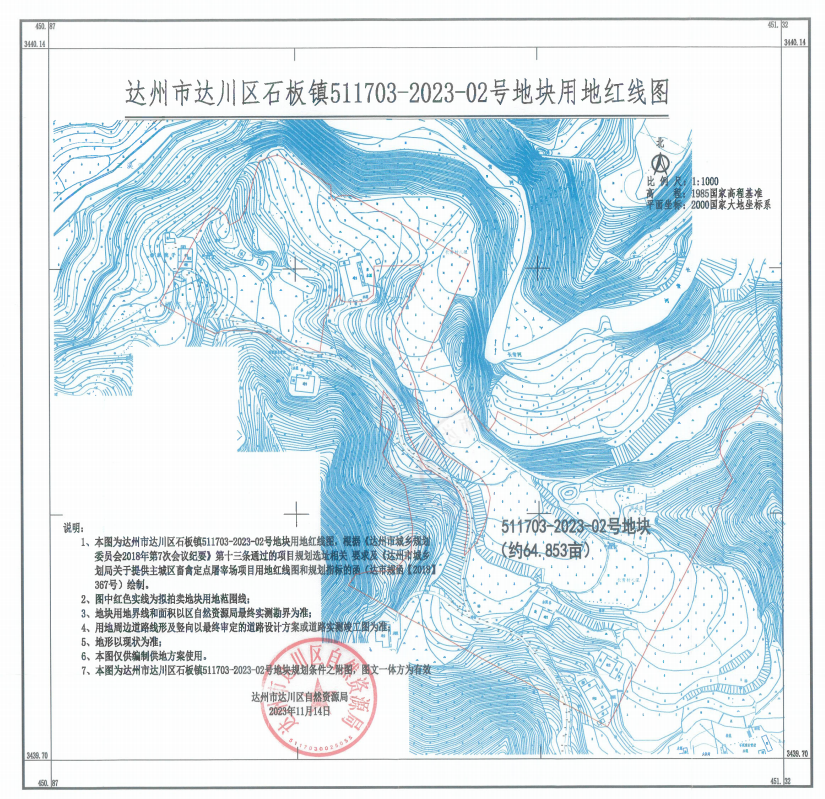 450.87
451.32
3440.14
3440.14
达州市达川区石板镇511703-2023-02号地块用地红线图
北
比 例 尺：1:1000
高　　程：1985国家高程基准
平面坐标：2000国家大地坐标系
511703-2023-02号地块
(约64.853亩)
说明：
1、本图为达州市达川区石板镇511703-2023-02号地块用地红线图，根据《达州市城乡规划
委员会2018年第7次会议纪要》第十三条通过的项目规划选址相关 要求及《达州市城乡
划局关于提供主城区畜禽定点屠宰场项目用地红线图和规划指标的函（达市规函【2018】
367号）绘制。
2、图中红色实线为拟拍卖地块用地范围线；
3、地块用地界线和面积以区自然资源局最终实测勘界为准；
4、用地周边道路线形及竖向以最终审定的道路设计方案或道路实测竣工图为准；
5、地形以现状为准；
6、本图仅供编制供地方案使用。
7、本图为达州市达川区石板镇511703-2023-02号地块规划条件之附图，图文一体方为有效
达州市达川区自然资源局
2023年11月14日
达州市达川区自然资源局
3439.70
3439.70
450.87
451.32